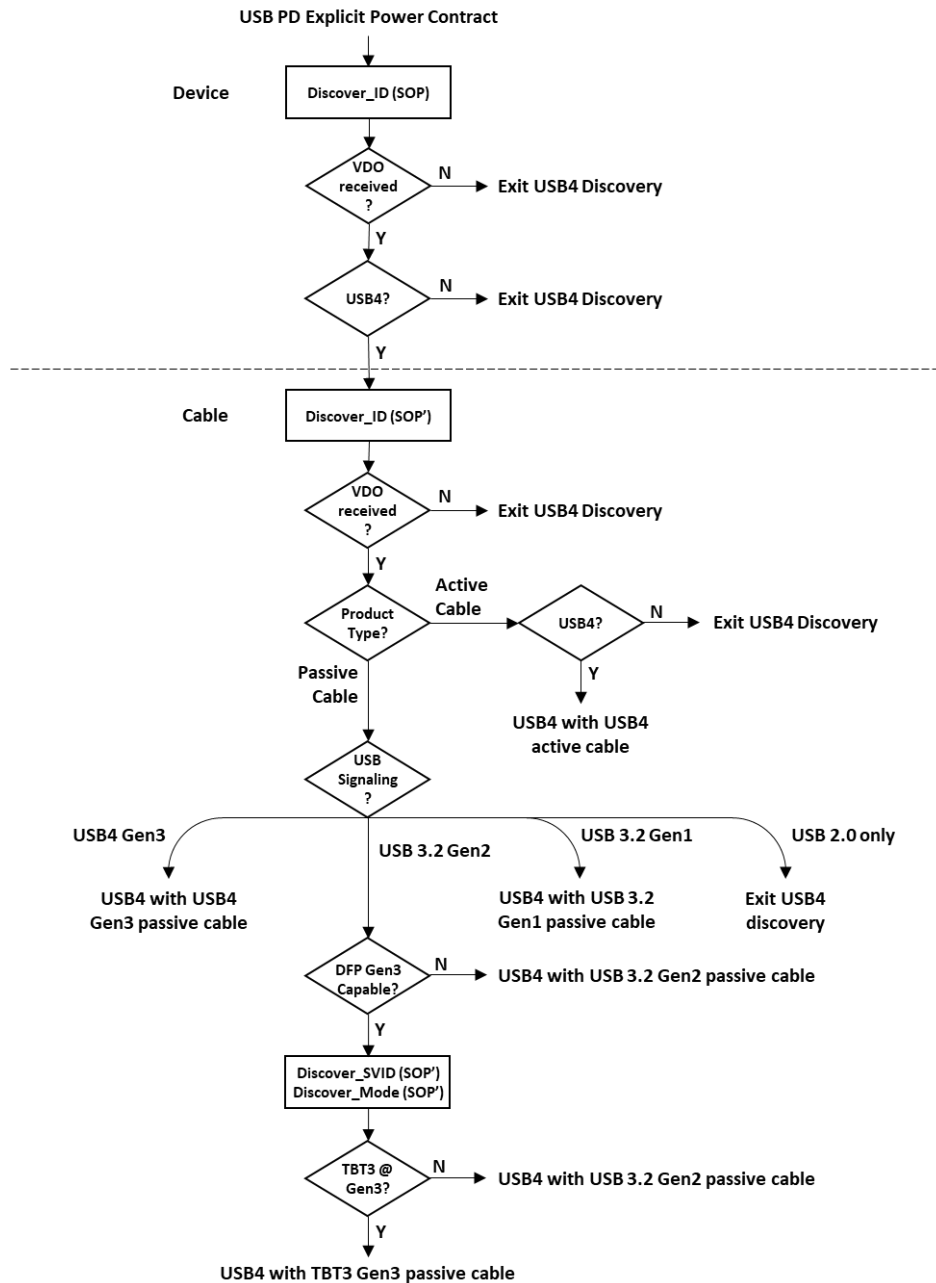 USB PD Explicit Power Contract
Device
Discover_ID (SOP)
VDO
received
?
N
Exit USB4 Discovery
Y
USB4?
N
Exit USB4 Discovery
Y
Cable
Discover_ID (SOP’)
VDO
received
?
N
Exit USB4 Discovery
Y
Product
Type?
Active
Cable
USB4?
N
Exit USB4 Discovery
Y
USB4 with USB4
active cable
Passive
Cable
USB
Signaling
?
USB4 Gen3
USB4 with USB4
Gen3 passive cable
USB 3.2 Gen2
USB 3.2 Gen1
USB4 with USB 3.2
Gen1 passive cable
USB 2.0 only
Exit USB4
discovery
DFP Gen3
Capable?
N
USB4 with USB 3.2 Gen2 passive cable
Y
Discover_SVID (SOP’)
Discover_Mode (SOP’)
TBT3 @
Gen3?
N
USB4 with USB 3.2 Gen2 passive cable
Y
USB4 with TBT3 Gen3 passive cable